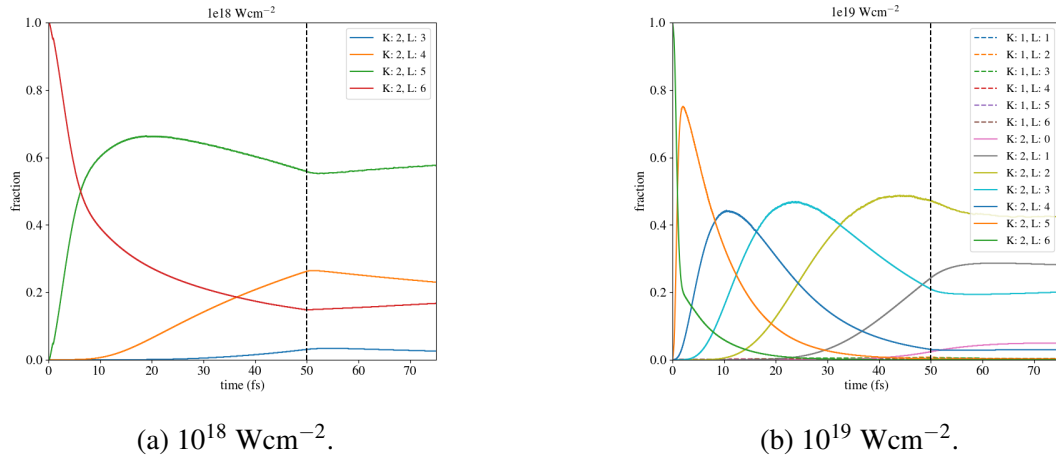 1e18 Wcm−2
fraction
1.0
0.8
0.6
0.4
0.2
0.0
K: 2, L: 3
K: 2, L: 4
K: 2, L: 5
K: 2, L: 6
0 10 20 30 40 50 60 70
time (fs)
(a) 10^18 Wcm−2.
1e19 Wcm−2
fraction
1.0
0.8
0.6
0.4
0.2
0.0
K: 1, L: 1
K: 1, L: 2
K: 1, L: 3
K: 1, L: 4
K: 1, L: 5
K: 1, L: 6
K: 2, L: 0
K: 2, L: 1
K: 2, L: 2
K: 2, L: 3
K: 2, L: 4
K: 2, L: 5
K: 2, L: 6
0 10 20 30 40 50 60 70
time (fs)
(b) 10^19 Wcm−2.